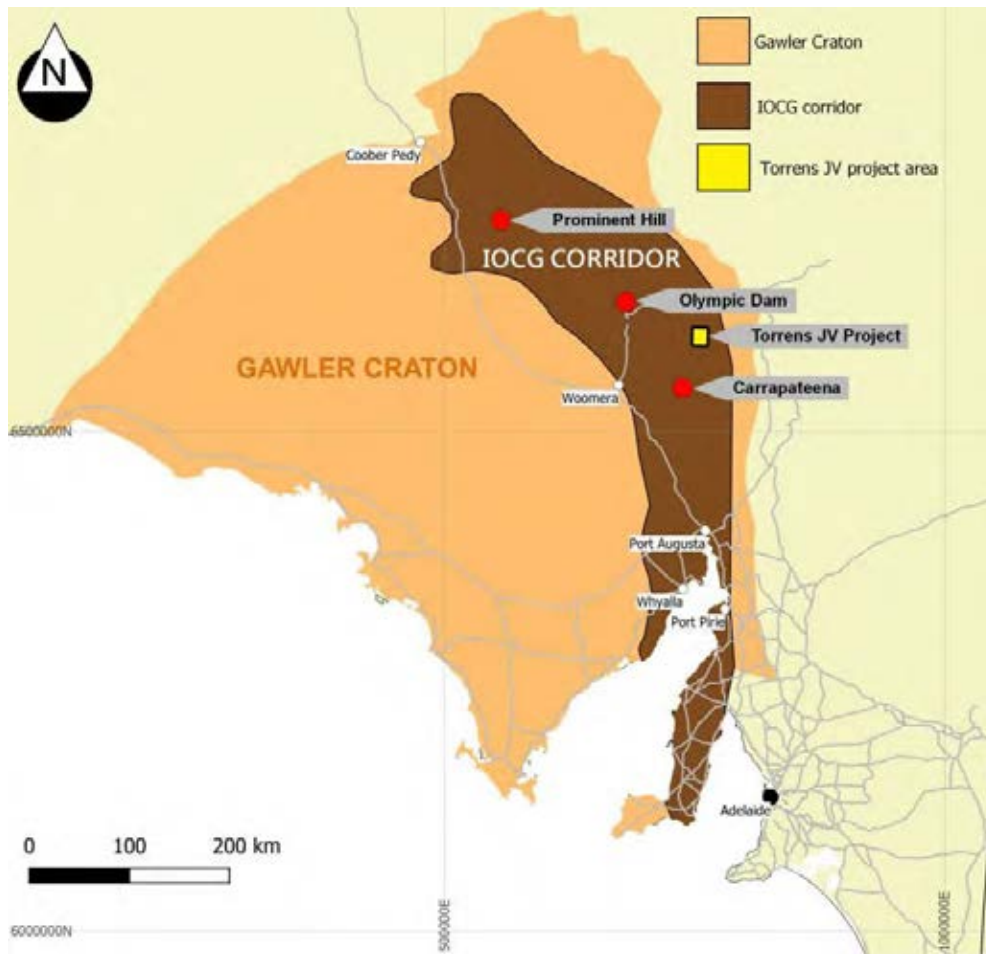 N
Gawler Craton
IOCG corridor
Torrens JV project area
Coober Pedy
Prominent Hill
IOCG CORRIDOR
Olympic Dam
Torrens JV Project
GAWLER CRATON
Carrapateena
Woomera
6500000N
Port Augusta
Whyalla
Port Pirie
Adelaide
0 100 200 km
6000000N
500000E
1000000E